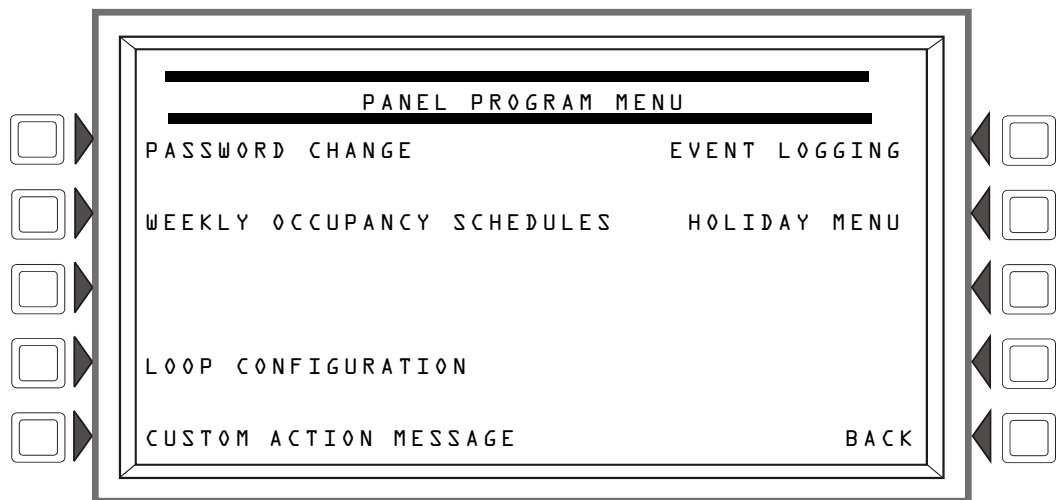 PANEL PROGRAM MENU
PASSWORD CHANGE EVENT LOGGING
WEEKLY OCCUPANCY SCHEDULES HOLIDAY MENU
LOOP CONFIGURATION
CUSTOM ACTION MESSAGE BACK